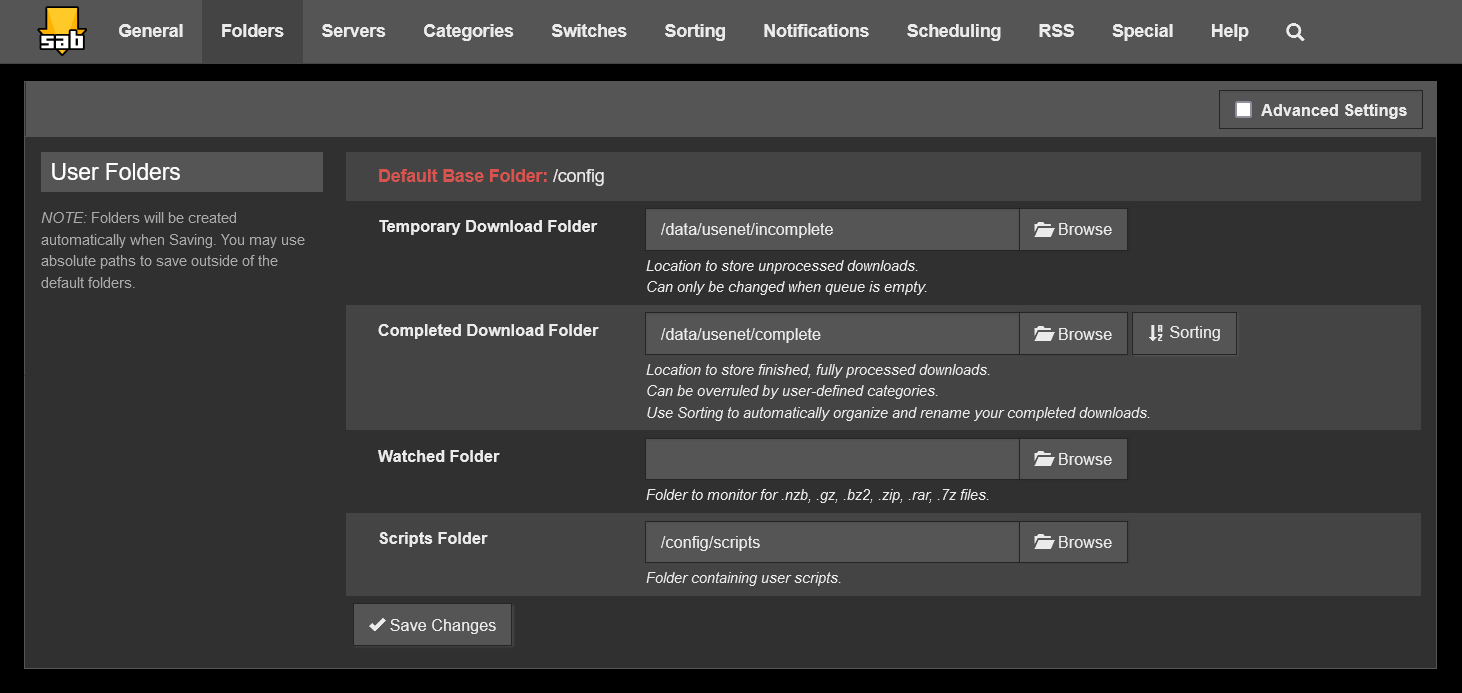 sab General Folders Servers Categories Switches Sorting Notifications Scheduling RSS Special Help
Advanced Settings
User Folders
NOTE: Folders will be created
automatically when Saving. You may use
absolute paths to save outside of the
default folders.
Default Base Folder: /config
Temporary Download Folder /data/usenet/incomplete Browse
Location to store unprocessed downloads.
Can only be changed when queue is empty.
Completed Download Folder /data/usenet/complete Browse Sorting
Location to store finished, fully processed downloads.
Can be overruled by user-defined categories.
Use Sorting to automatically organize and rename your completed downloads.
Watched Folder Browse
Folder to monitor for .nzb, .gz, .bz2, .zip, .rar, .7z files.
Scripts Folder /config/scripts Browse
Folder containing user scripts.
Save Changes